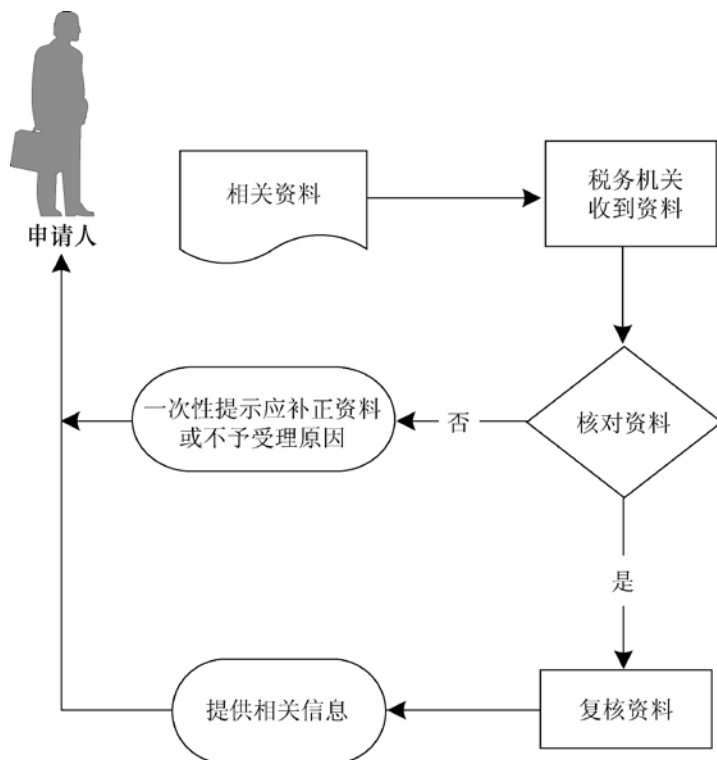 申请人
相关资料
税务机关
收到资料
核对资料
否
一次性提示应补正资料
或不予受理原因
是
复核资料
提供相关信息